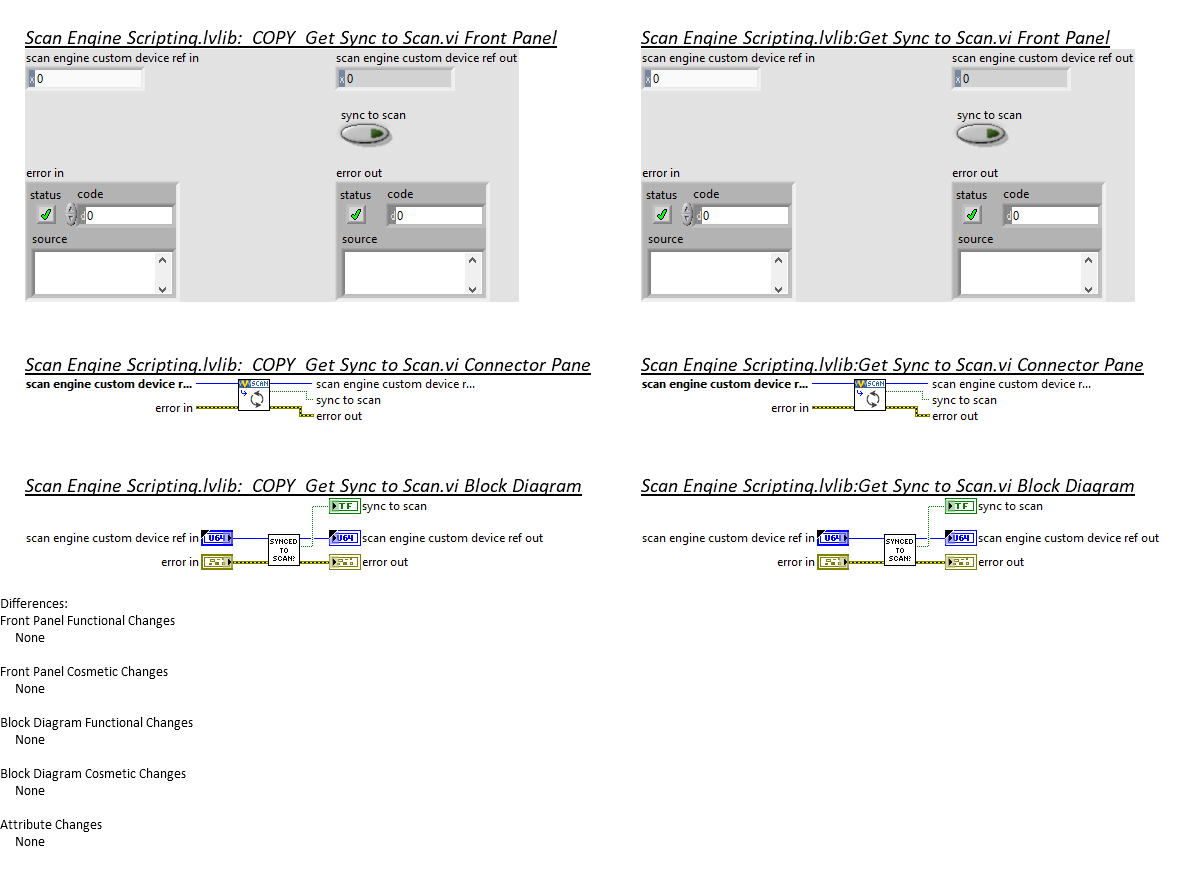 Scan Engine Scripting.lvlib:_COPY_Get Sync to Scan.vi Front Panel
scan engine custom device ref in
scan engine custom device ref out
x 0
x 0
sync to scan
error in
error out
status code
status code
d 0
d 0
source
source
Scan Engine Scripting.lvlib:Get Sync to Scan.vi Front Panel
scan engine custom device ref in
scan engine custom device ref out
x 0
x 0
sync to scan
error in
error out
status code
status code
d 0
d 0
source
source
Scan Engine Scripting.lvlib:_COPY_Get Sync to Scan.vi Connector Pane
scan engine custom device r...
SCAN
scan engine custom device r...
sync to scan
error in
error out
Scan Engine Scripting.lvlib:Get Sync to Scan.vi Connector Pane
scan engine custom device r...
SCAN
scan engine custom device r...
sync to scan
error in
error out
Scan Engine Scripting.lvlib:_COPY_Get Sync to Scan.vi Block Diagram
TF sync to scan
scan engine custom device ref in U64
SYNCED
TO
SCAN?
U64 scan engine custom device ref out
error in
error out
Scan Engine Scripting.lvlib:Get Sync to Scan.vi Block Diagram
TF sync to scan
scan engine custom device ref in U64
SYNCED
TO
SCAN?
U64 scan engine custom device ref out
error in
error out
Differences:
Front Panel Functional Changes
None
Front Panel Cosmetic Changes
None
Block Diagram Functional Changes
None
Block Diagram Cosmetic Changes
None
Attribute Changes
None